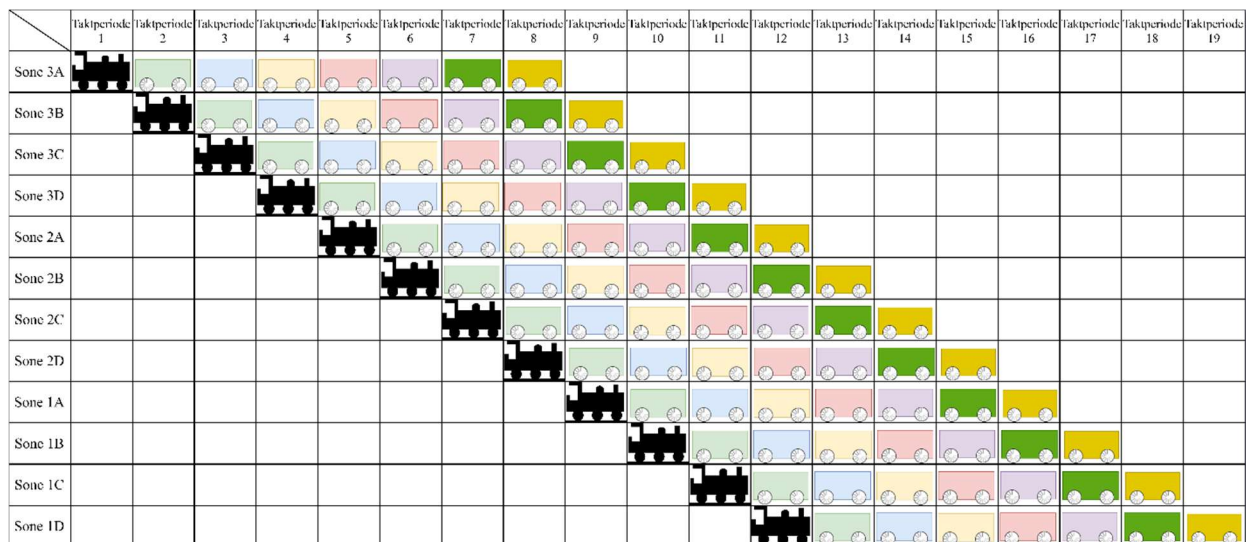 Taktperiode Taktperiode Taktperiode Taktperiode Taktperiode Taktperiode Taktperiode Taktperiode Taktperiode Taktperiode Taktperiode Taktperiode Taktperiode Taktperiode Taktperiode Taktperiode Taktperiode Taktperiode Taktperiode
1 2 3 4 5 6 7 8 9 10 11 12 13 14 15 16 17 18 19
Sone 3A
Sone 3B
Sone 3C
Sone 3D
Sone 2A
Sone 2B
Sone 2C
Sone 2D
Sone 1A
Sone 1B
Sone 1C
Sone 1D